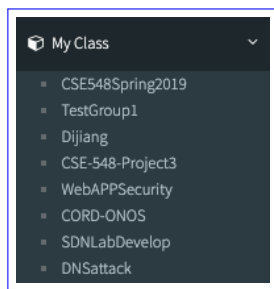 My Class
CSE548Spring2019
TestGroup1
Dijiang
CSE-548-Project3
WebAPPSecurity
CORD-ONOS
SDNLabDevelop
DNSattack